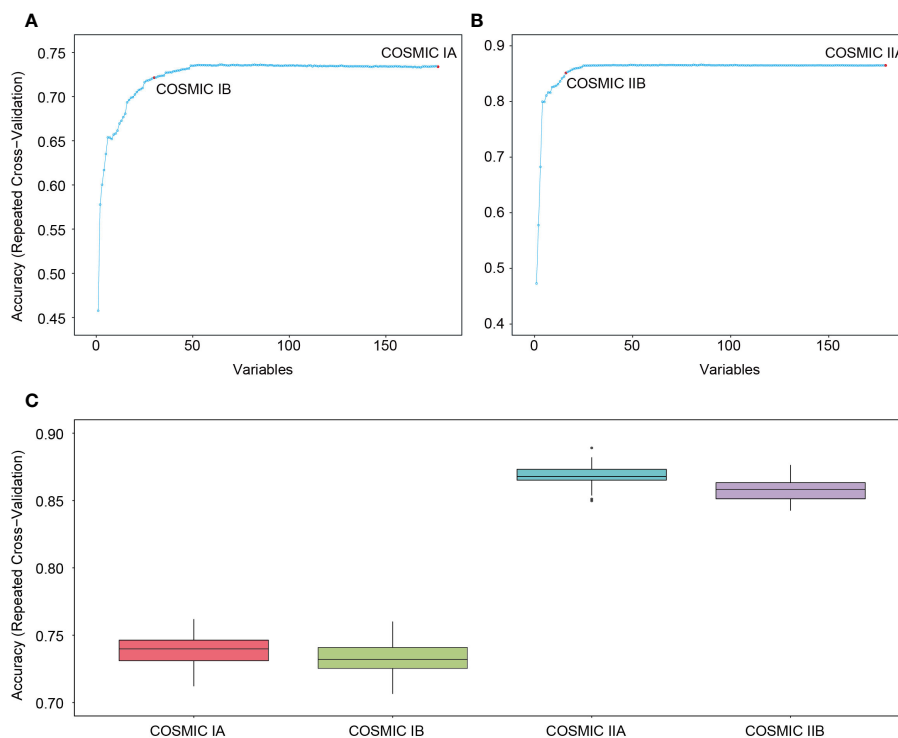 A
Accuracy (Repeated Cross-Validation)
0.75
0.70
0.65
0.60
0.55
0.50
0.45
COSMIC IA
COSMIC IB
0 50 100 150
Variables
B
0.9
0.8
0.7
0.6
0.5
0.4
COSMIC IIA
COSMIC IIB
0 50 100 150
Variables
C
Accuracy (Repeated Cross-Validation)
0.90
0.85
0.80
0.75
0.70
COSMIC IA COSMIC IB COSMIC IIA COSMIC IIB